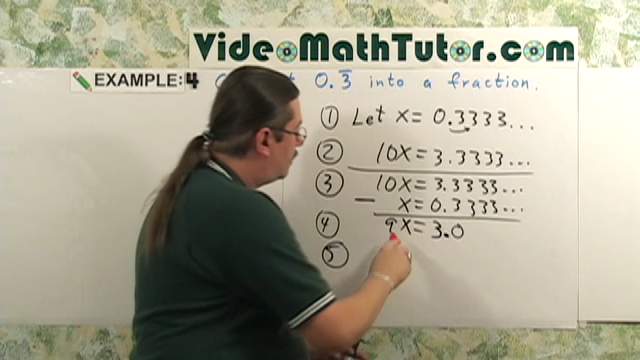 VideoMathTutor.com
EXAMPLE: 4 0.3̅ into a fraction.
① Let x = 0.3333...
② 10x = 3.3333...
③ 10x = 3.3333...
— x = 0.3333...
④ 9x = 3.0
⑤